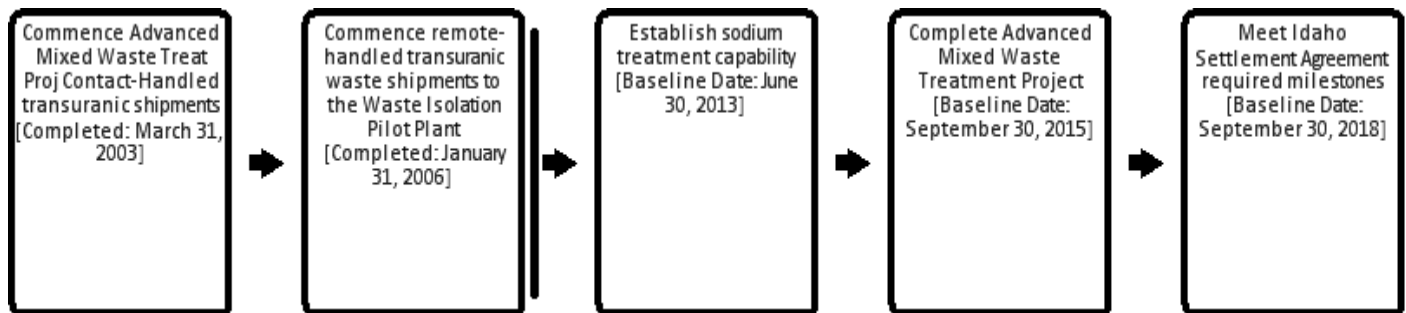 Commence Advanced
Mixed Waste Treat
Proj Contact-Handled
transuranic shipments
[Completed: March 31,
2003]
Commence remote-
handled transuranic
waste shipments to
the Waste Isolation
Pilot Plant
[Completed: January
31, 2006]
Establish sodium
treatment capability
[Baseline Date: June
30, 2013]
Complete Advanced
Mixed Waste
Treatment Project
[Baseline Date:
September 30, 2015]
Meet Idaho
Settlement Agreement
required milestones
[Baseline Date:
September 30, 2018]